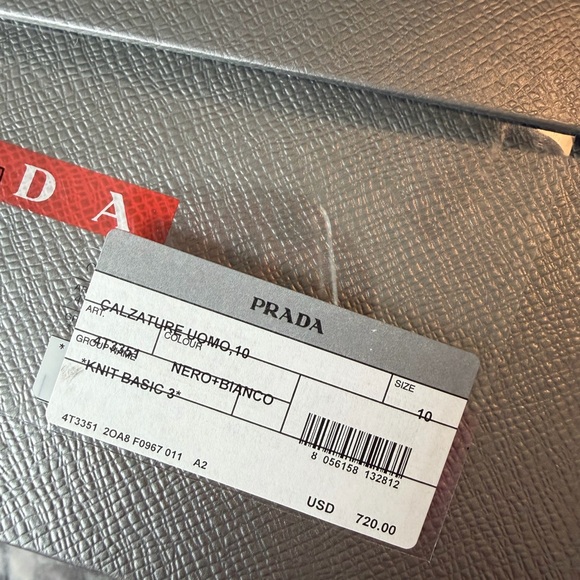 D A
PRADA
CALZATURE UOMO,10
ART. COLOUR SIZE
4T3351 NERO+BIANCO 10
GROUP NAME
*KNIT BASIC 3*
8 056158 132812
4T3351 2OA8 F0967 011 A2
USD 720.00